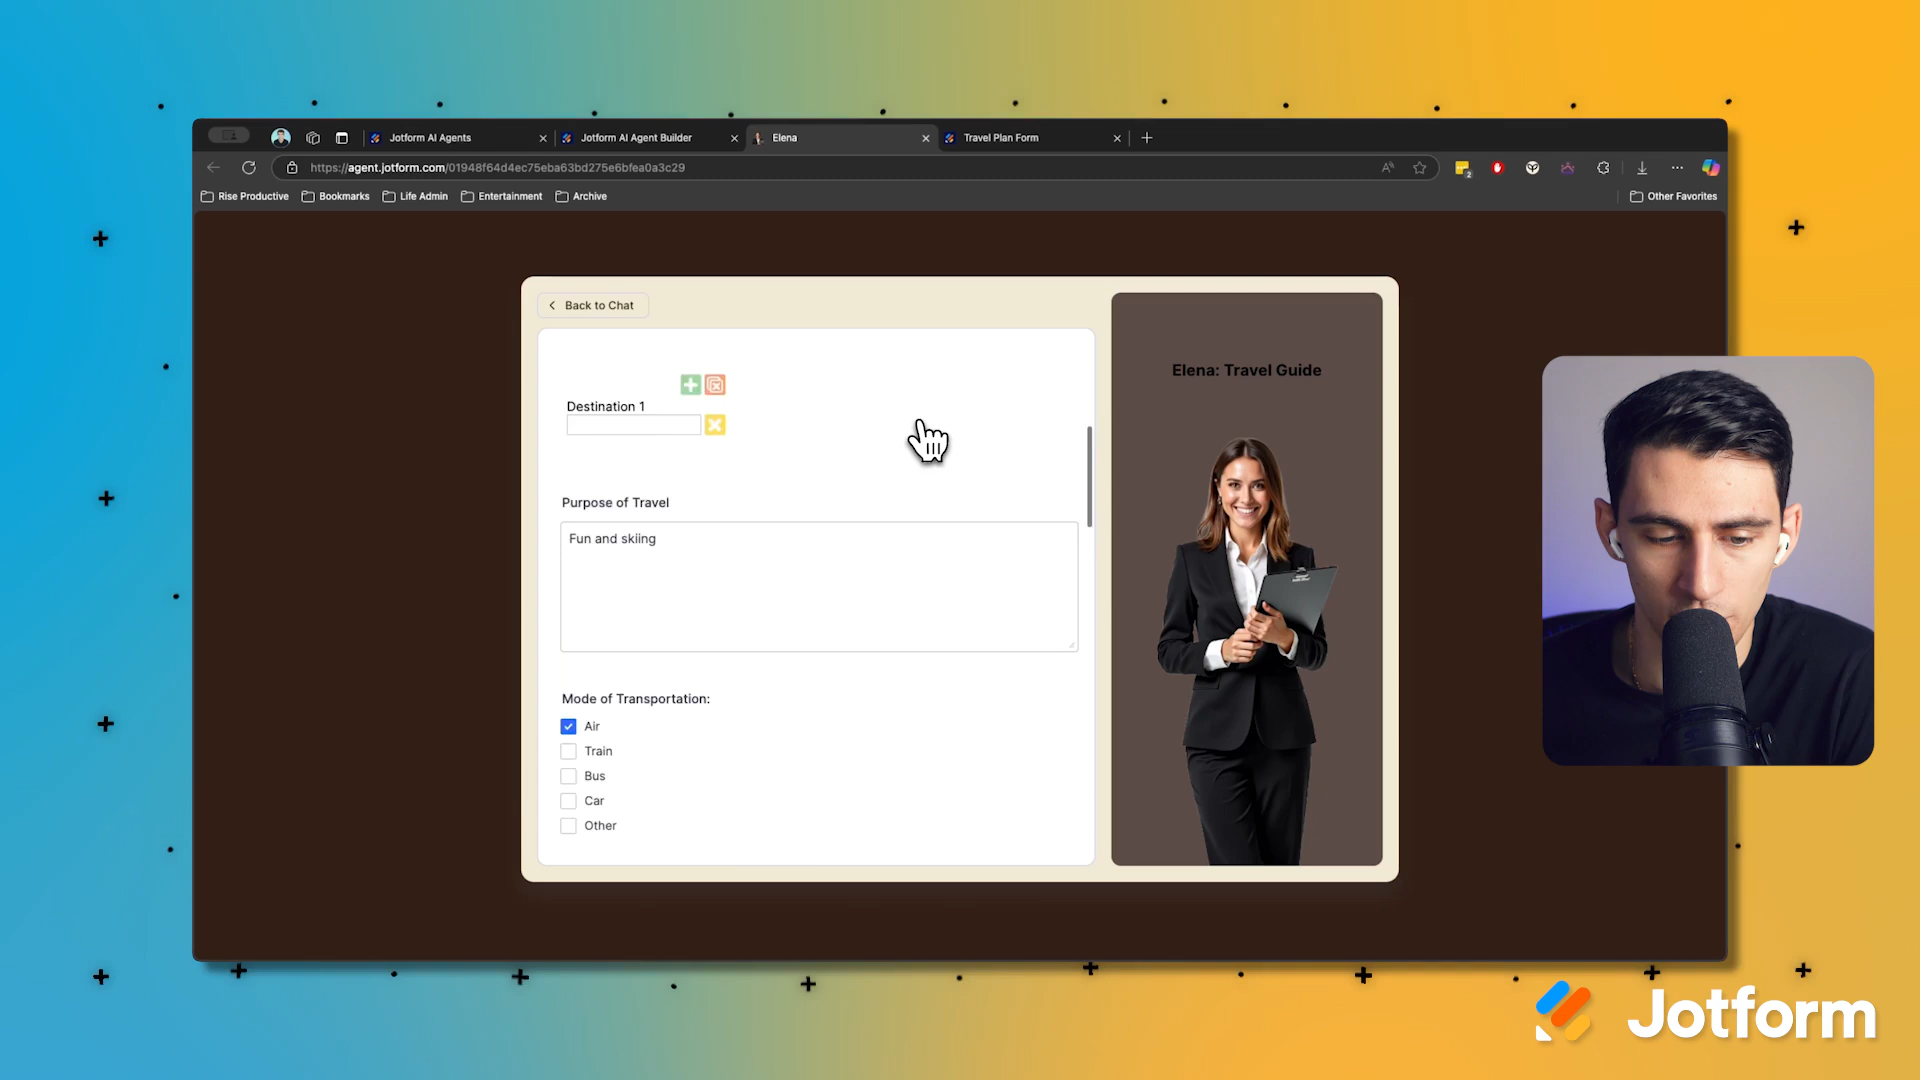 Jotform AI Agents
Jotform AI Agent Builder
Elena
Travel Plan Form
https://agent.jotform.com/01948f64d4ec75eba63bd275e6bfea0a3c29
Rise Productive
Bookmarks
Life Admin
Entertainment
Archive
Other Favorites
Back to Chat
Elena: Travel Guide
Destination 1
Purpose of Travel
Fun and skiing
Mode of Transportation:
Air
Train
Bus
Car
Other
Jotform